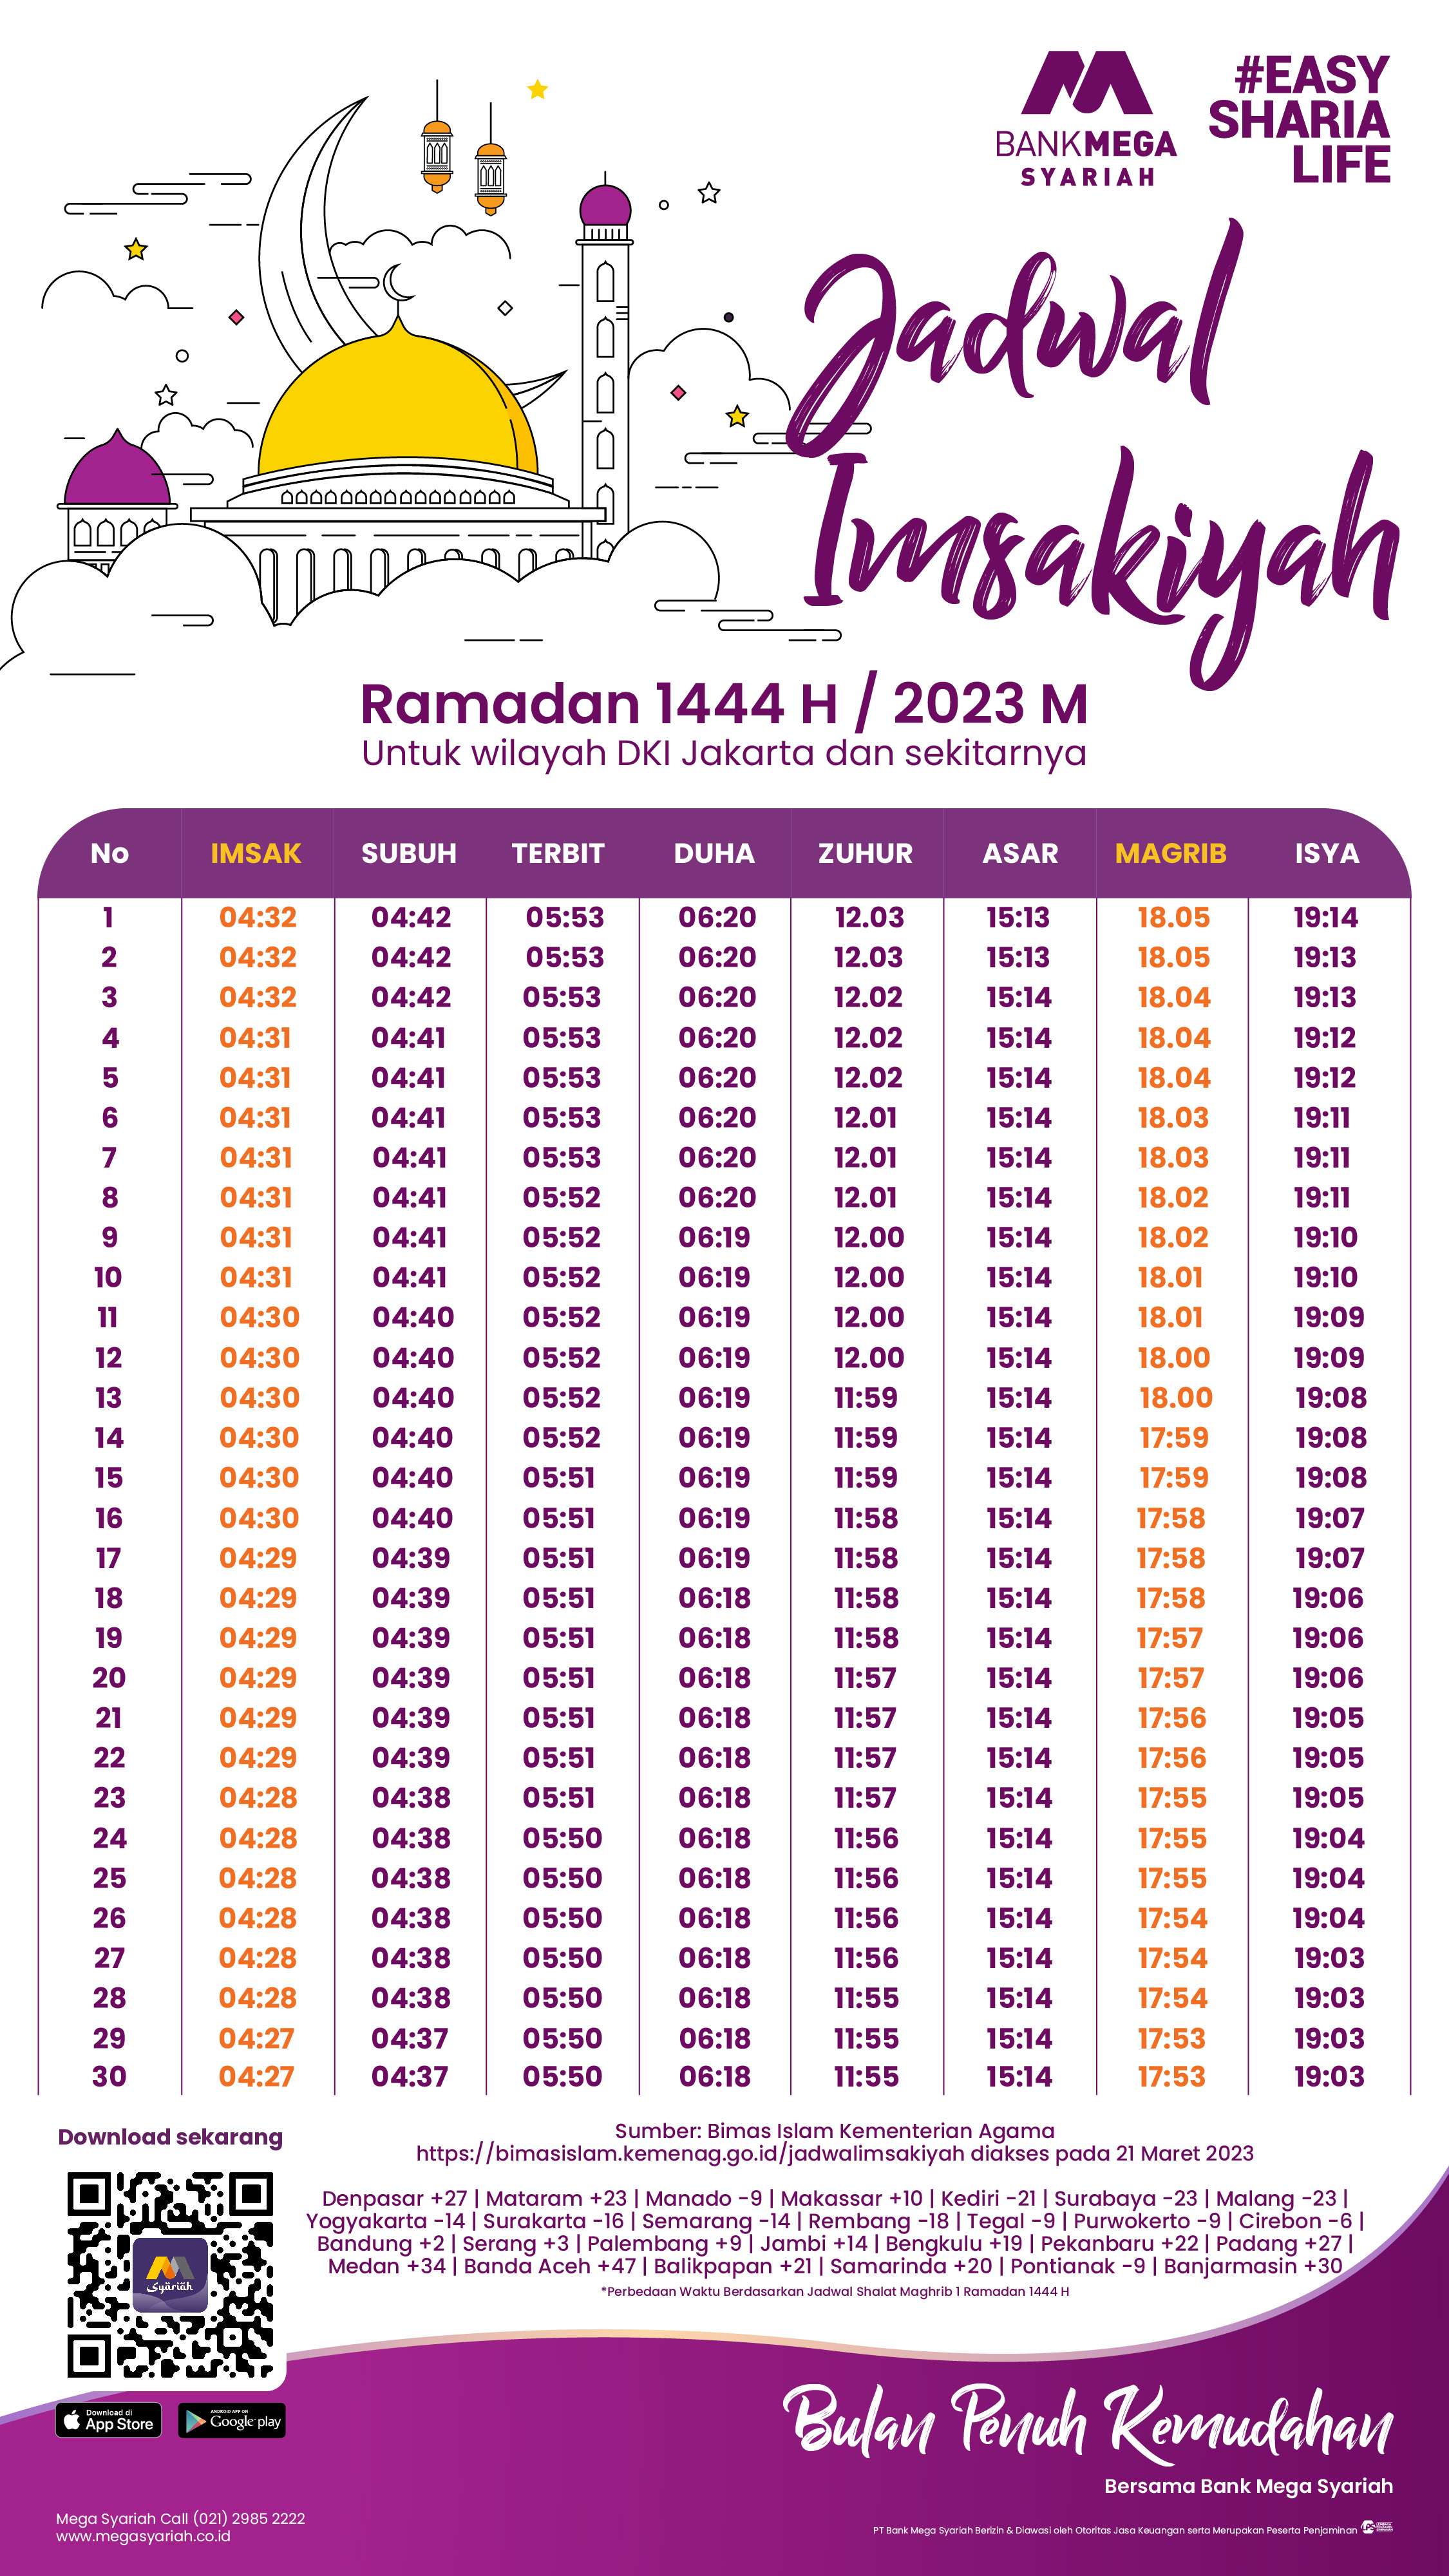 BANKMEGA
SYARIAH
#EASY
SHARIA
LIFE
Jadwal
Imsakiyah
Ramadan 1444 H / 2023 M
Untuk wilayah DKI Jakarta dan sekitarnya
No IMSAK SUBUH TERBIT DUHA ZUHUR ASAR MAGRIB ISYA
1 04:32 04:42 05:53 06:20 12.03 15:13 18.05 19:14
2 04:32 04:42 05:53 06:20 12.03 15:13 18.05 19:13
3 04:32 04:42 05:53 06:20 12.02 15:14 18.04 19:13
4 04:31 04:41 05:53 06:20 12.02 15:14 18.04 19:12
5 04:31 04:41 05:53 06:20 12.02 15:14 18.04 19:12
6 04:31 04:41 05:53 06:20 12.01 15:14 18.03 19:11
7 04:31 04:41 05:53 06:20 12.01 15:14 18.03 19:11
8 04:31 04:41 05:52 06:20 12.01 15:14 18.02 19:11
9 04:31 04:41 05:52 06:19 12.00 15:14 18.02 19:10
10 04:31 04:41 05:52 06:19 12.00 15:14 18.01 19:10
11 04:30 04:40 05:52 06:19 12.00 15:14 18.01 19:09
12 04:30 04:40 05:52 06:19 12.00 15:14 18.00 19:09
13 04:30 04:40 05:52 06:19 11:59 15:14 18.00 19:08
14 04:30 04:40 05:52 06:19 11:59 15:14 17:59 19:08
15 04:30 04:40 05:51 06:19 11:59 15:14 17:59 19:08
16 04:30 04:40 05:51 06:19 11:58 15:14 17:58 19:07
17 04:29 04:39 05:51 06:19 11:58 15:14 17:58 19:07
18 04:29 04:39 05:51 06:18 11:58 15:14 17:58 19:06
19 04:29 04:39 05:51 06:18 11:58 15:14 17:57 19:06
20 04:29 04:39 05:51 06:18 11:57 15:14 17:57 19:06
21 04:29 04:39 05:51 06:18 11:57 15:14 17:56 19:05
22 04:29 04:39 05:51 06:18 11:57 15:14 17:56 19:05
23 04:28 04:38 05:51 06:18 11:57 15:14 17:55 19:05
24 04:28 04:38 05:50 06:18 11:56 15:14 17:55 19:04
25 04:28 04:38 05:50 06:18 11:56 15:14 17:55 19:04
26 04:28 04:38 05:50 06:18 11:56 15:14 17:54 19:04
27 04:28 04:38 05:50 06:18 11:56 15:14 17:54 19:03
28 04:28 04:38 05:50 06:18 11:55 15:14 17:54 19:03
29 04:27 04:37 05:50 06:18 11:55 15:14 17:53 19:03
30 04:27 04:37 05:50 06:18 11:55 15:14 17:53 19:03
Download sekarang
Syariah
Download di
App Store
ANDROID APP ON
Google play
Sumber: Bimas Islam Kementerian Agama
https://bimasislam.kemenag.go.id/jadwalimsakiyah diakses pada 21 Maret 2023
Denpasar +27 | Mataram +23 | Manado -9 | Makassar +10 | Kediri -21 | Surabaya -23 | Malang -23 |
Yogyakarta -14 | Surakarta -16 | Semarang -14 | Rembang -18 | Tegal -9 | Purwokerto -9 | Cirebon -6 |
Bandung +2 | Serang +3 | Palembang +9 | Jambi +14 | Bengkulu +19 | Pekanbaru +22 | Padang +27 |
Medan +34 | Banda Aceh +47 | Balikpapan +21 | Samarinda +20 | Pontianak -9 | Banjarmasin +30
*Perbedaan Waktu Berdasarkan Jadwal Shalat Maghrib 1 Ramadan 1444 H
Bulan Penuh Kemudahan
Bersama Bank Mega Syariah
Mega Syariah Call (021) 2985 2222
www.megasyariah.co.id
PT Bank Mega Syariah Berizin & Diawasi oleh Otoritas Jasa Keuangan serta Merupakan Peserta Penjaminan LPS